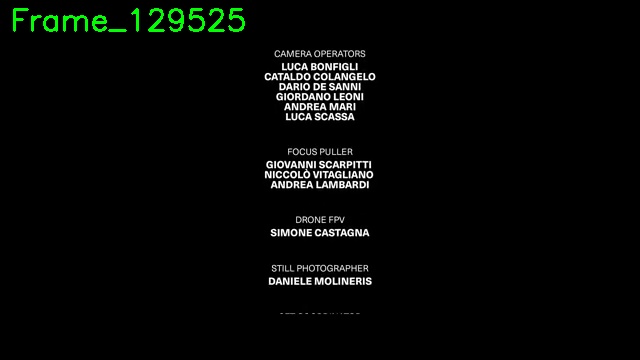 Frame_129525
CAMERA OPERATORS
LUCA BONFIGLI
CATALDO COLANGELO
DARIO DE SANNI
GIORDANO LEONI
ANDREA MARI
LUCA SCASSA
FOCUS PULLER
GIOVANNI SCARPITTI
NICCOLÒ VITAGLIANO
ANDREA LAMBARDI
DRONE FPV
SIMONE CASTAGNA
STILL PHOTOGRAPHER
DANIELE MOLINERIS